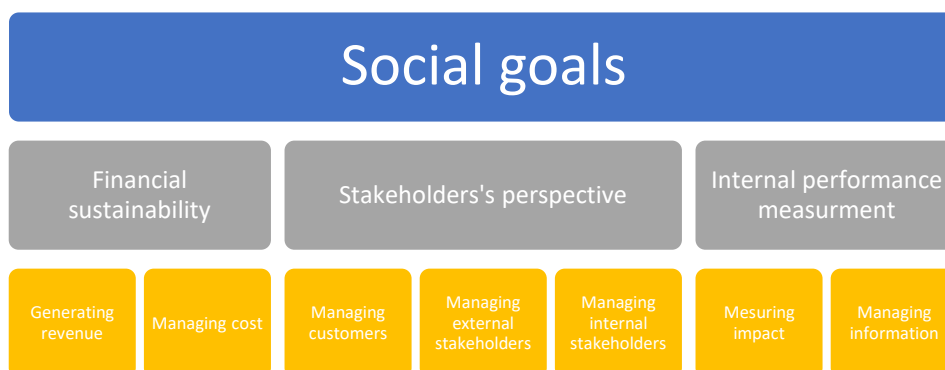 Social goals
Financial
sustainability
Stakeholders's perspective
Internal performance
measurment
Generating
revenue
Managing cost
Managing
customers
Managing
external
stakeholders
Managing
internal
stakeholders
Mesuring
impact
Managing
information